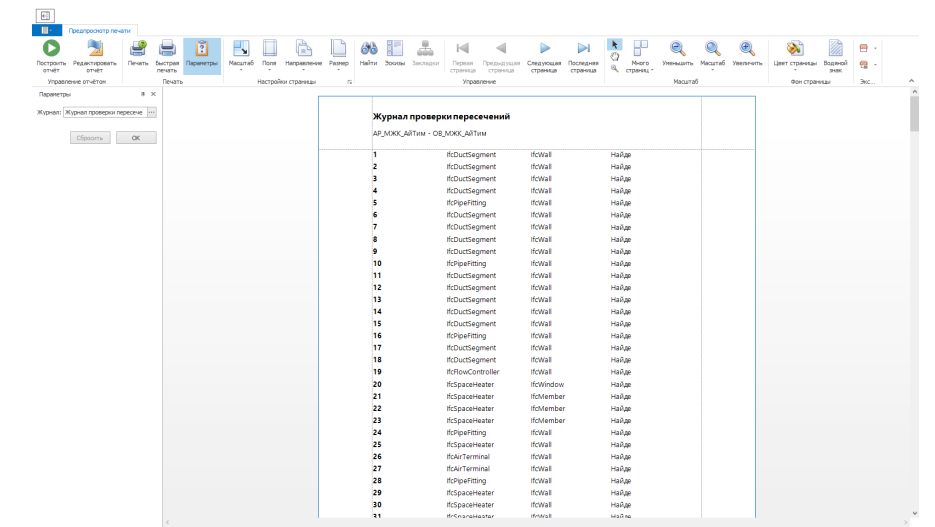 Предпросмотр печати
Построить отчёт
Редактировать отчёт
Печать
Быстрая печать
Параметры
Масштаб
Поля
Направление
Размер
Найти
Эскизы
Закладки
Первая страница
Предыдущая страница
Следующая страница
Последняя страница
Много страниц
Уменьшить
Масштаб
Увеличить
Цвет страницы
Водяной знак
Управление отчётом
Печать
Настройки страницы
Управление
Масштаб
Фон страницы
Экс...
Параметры
Журнал: Журнал проверки пересече ...
Сбросить OK
Журнал проверки пересечений
АР_МЖК_АйТим - ОВ_МЖК_АйТим
1 IfcDuctSegment IfcWall Найде
2 IfcDuctSegment IfcWall Найде
3 IfcDuctSegment IfcWall Найде
4 IfcDuctSegment IfcWall Найде
5 IfcPipeFitting IfcWall Найде
6 IfcDuctSegment IfcWall Найде
7 IfcDuctSegment IfcWall Найде
8 IfcDuctSegment IfcWall Найде
9 IfcDuctSegment IfcWall Найде
10 IfcPipeFitting IfcWall Найде
11 IfcDuctSegment IfcWall Найде
12 IfcDuctSegment IfcWall Найде
13 IfcDuctSegment IfcWall Найде
14 IfcDuctSegment IfcWall Найде
15 IfcDuctSegment IfcWall Найде
16 IfcPipeFitting IfcWall Найде
17 IfcDuctSegment IfcWall Найде
18 IfcDuctSegment IfcWall Найде
19 IfcFlowController IfcWall Найде
20 IfcSpaceHeater IfcWindow Найде
21 IfcSpaceHeater IfcMember Найде
22 IfcSpaceHeater IfcMember Найде
23 IfcSpaceHeater IfcMember Найде
24 IfcPipeFitting IfcWall Найде
25 IfcSpaceHeater IfcWall Найде
26 IfcAirTerminal IfcWall Найде
27 IfcAirTerminal IfcWall Найде
28 IfcPipeFitting IfcWall Найде
29 IfcSpaceHeater IfcWall Найде
30 IfcSpaceHeater IfcWall Найде
31 IfcSpaceHeater IfcWall Найде